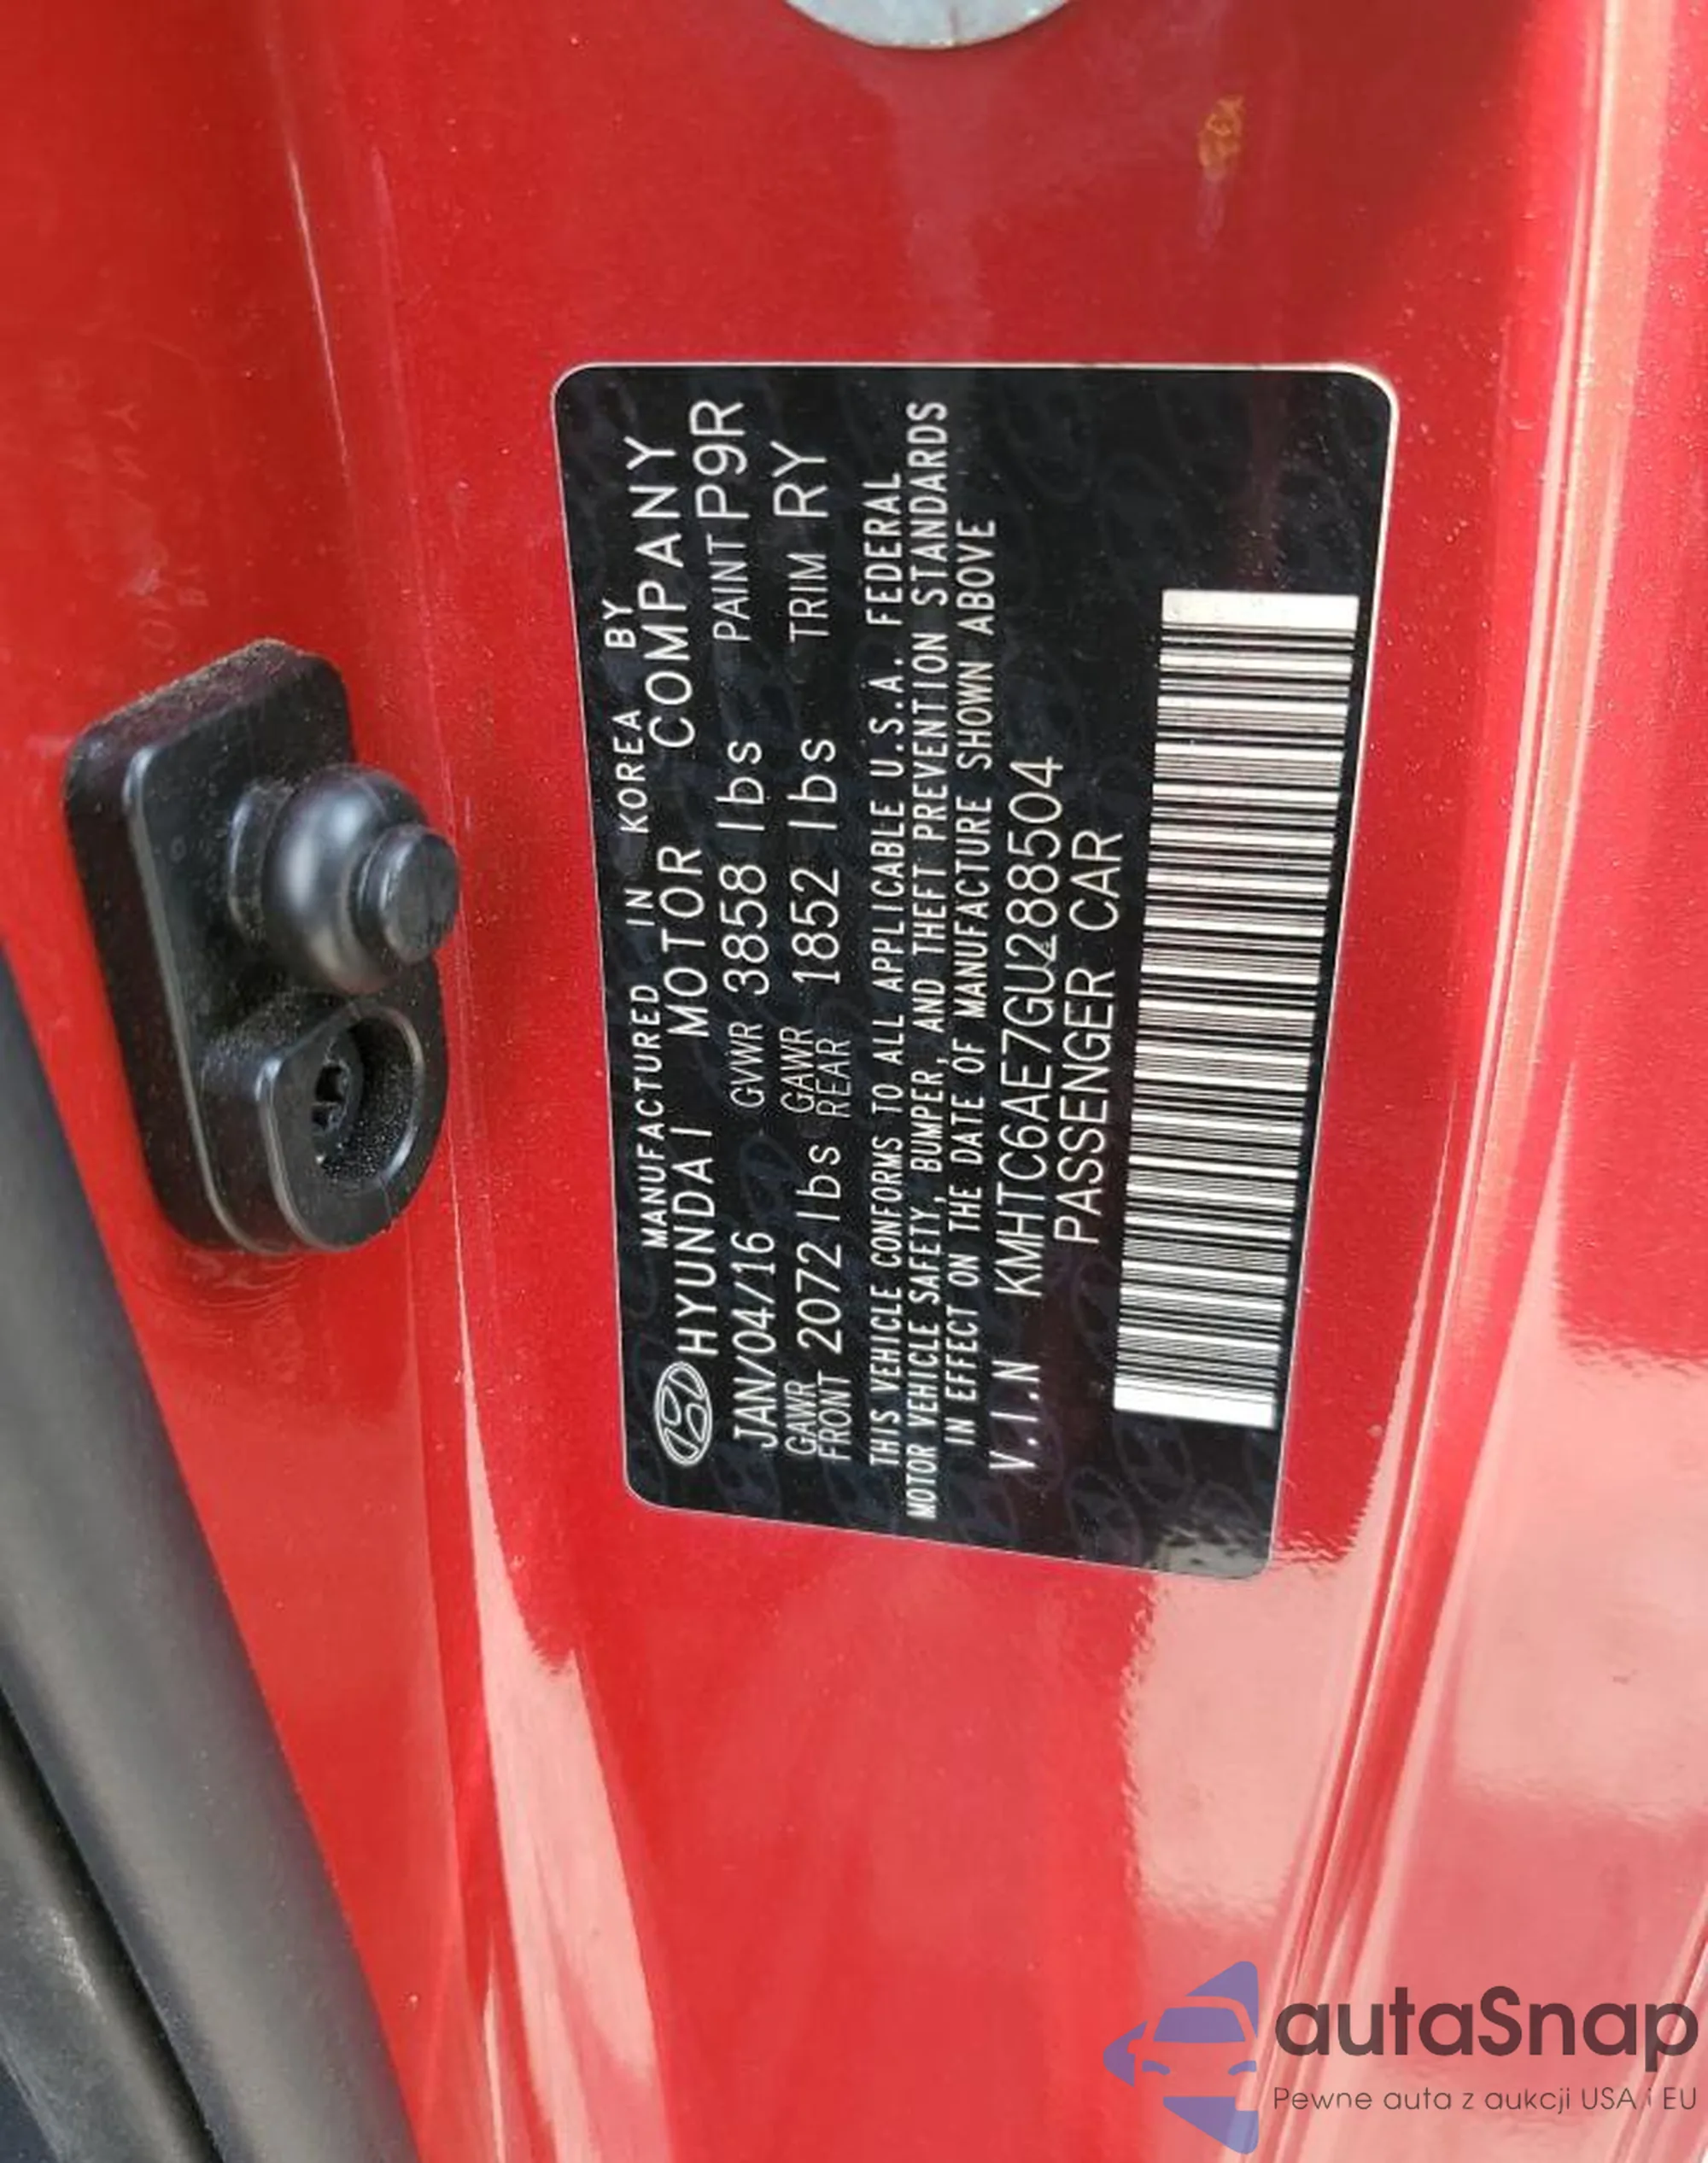 MANUFACTURED IN KOREA BY
HYUNDAI MOTOR COMPANY
JAN/04/16 GVWR 3858 lbs PAINT P9R
GAWR FRONT 2072 lbs GAWR REAR 1852 lbs TRIM RY
THIS VEHICLE CONFORMS TO ALL APPLICABLE U.S.A. FEDERAL
MOTOR VEHICLE SAFETY, BUMPER, AND THEFT PREVENTION STANDARDS
IN EFFECT ON THE DATE OF MANUFACTURE SHOWN ABOVE
V.I.N KMHTC6AE7GU288504
PASSENGER CAR
autaSnap
Pewne auta z aukcji USA i EU